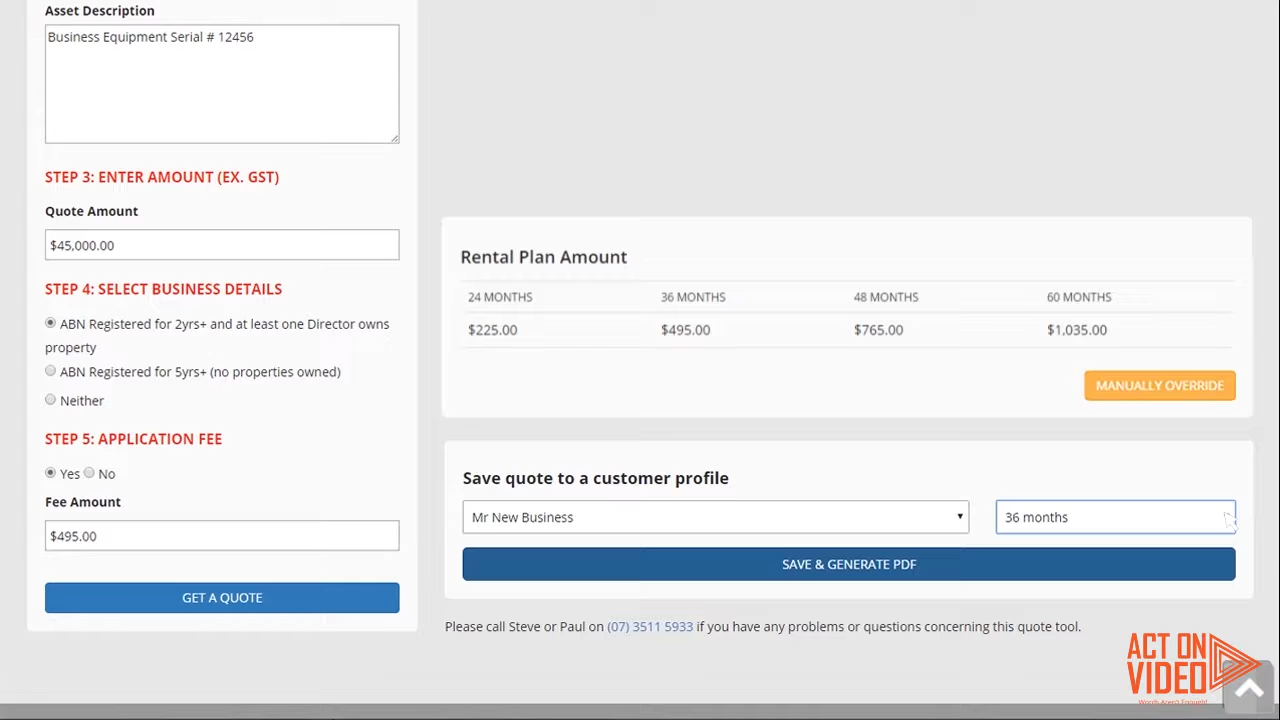 Asset Description
Business Equipment Serial # 12456
STEP 3: ENTER AMOUNT (EX. GST)
Quote Amount
$45,000.00
STEP 4: SELECT BUSINESS DETAILS
ABN Registered for 2yrs+ and at least one Director owns
property
ABN Registered for 5yrs+ (no properties owned)
Neither
STEP 5: APPLICATION FEE
Yes No
Fee Amount
$495.00
GET A QUOTE
Rental Plan Amount
24 MONTHS 36 MONTHS 48 MONTHS 60 MONTHS
$225.00 $495.00 $765.00 $1,035.00
MANUALLY OVERRIDE
Save quote to a customer profile
Mr New Business 36 months
SAVE & GENERATE PDF
Please call Steve or Paul on (07) 3511 5933 if you have any problems or questions concerning this quote tool.
ACT ON
VIDEO
Words Aren't Enough!